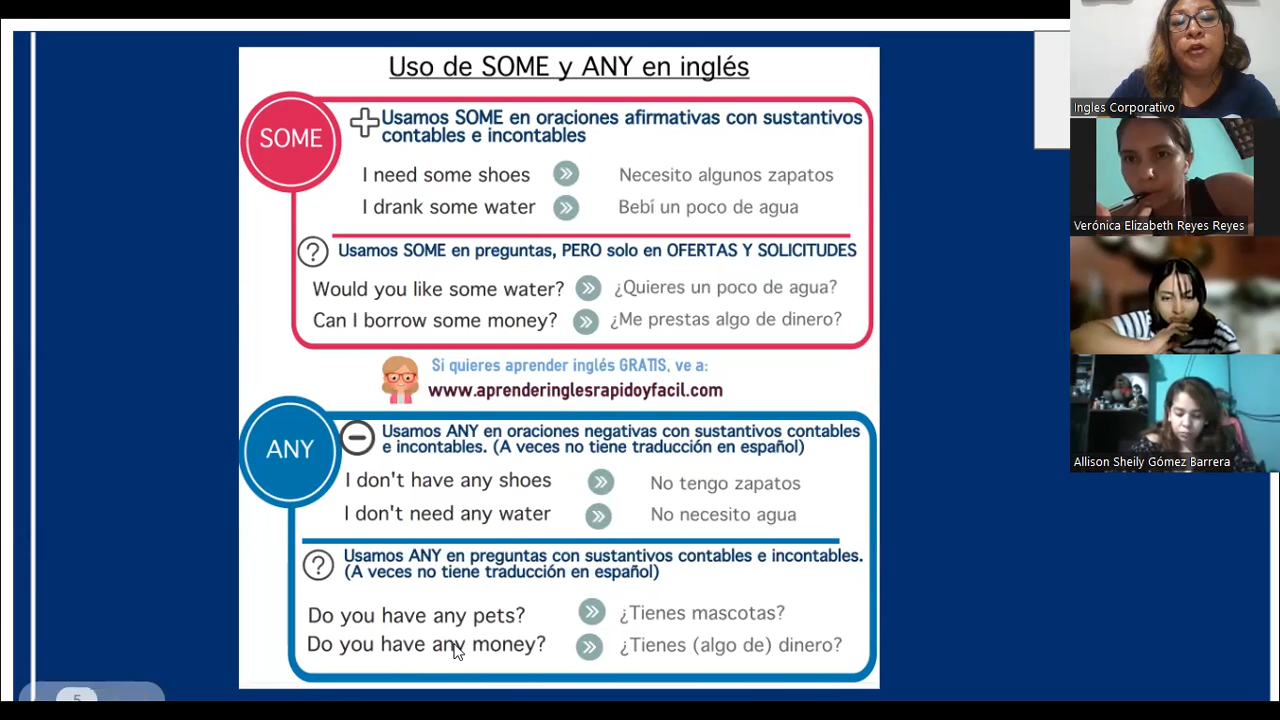 Uso de SOME y ANY en inglés
SOME
Usamos SOME en oraciones afirmativas con sustantivos
contables e incontables
I need some shoes
Necesito algunos zapatos
I drank some water
Bebí un poco de agua
?
Usamos SOME en preguntas, PERO solo en OFERTAS Y SOLICITUDES
Would you like some water?
¿Quieres un poco de agua?
Can I borrow some money?
¿Me prestas algo de dinero?
Si quieres aprender inglés GRATIS, ve a:
www.aprenderinglesrapidoyfacil.com
ANY
Usamos ANY en oraciones negativas con sustantivos contables
e incontables. (A veces no tiene traducción en español)
I don't have any shoes
No tengo zapatos
I don't need any water
No necesito agua
?
Usamos ANY en preguntas con sustantivos contables e incontables.
(A veces no tiene traducción en español)
Do you have any pets?
¿Tienes mascotas?
Do you have any money?
¿Tienes (algo de) dinero?
5
Ingles Corporativo
Verónica Elizabeth Reyes Reyes
Allison Sheily Gómez Barrera